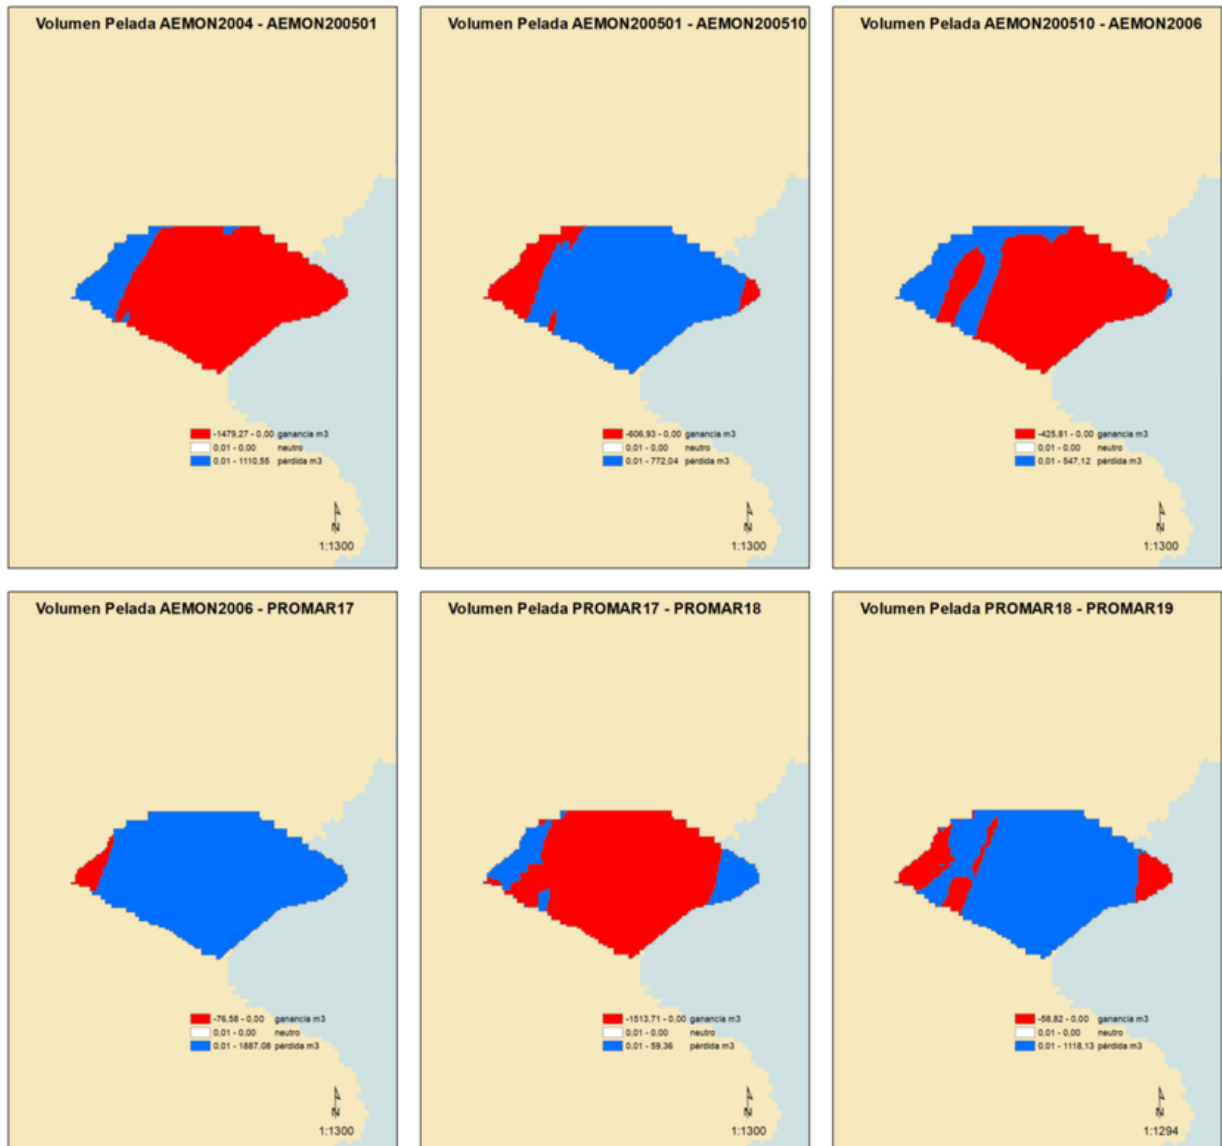 Volumen Pelada AEMON2004 - AEMON200501
-1479,27 - 0,00 ganancia m3
0,01 - 0,00 neutro
0,01 - 1110,55 pérdida m3
N
1:1300
Volumen Pelada AEMON200501 - AEMON200510
-606,93 - 0,00 ganancia m3
0,01 - 0,00 neutro
0,01 - 772,04 pérdida m3
N
1:1300
Volumen Pelada AEMON200510 - AEMON2006
-425,81 - 0,00 ganancia m3
0,01 - 0,00 neutro
0,01 - 547,12 pérdida m3
N
1:1300
Volumen Pelada AEMON2006 - PROMAR17
-76,58 - 0,00 ganancia m3
0,01 - 0,00 neutro
0,01 - 1887,08 pérdida m3
N
1:1300
Volumen Pelada PROMAR17 - PROMAR18
-1513,71 - 0,00 ganancia m3
0,01 - 0,00 neutro
0,01 - 59,36 pérdida m3
N
1:1300
Volumen Pelada PROMAR18 - PROMAR19
-58,82 - 0,00 ganancia m3
0,01 - 0,00 neutro
0,01 - 1118,13 pérdida m3
N
1:1294